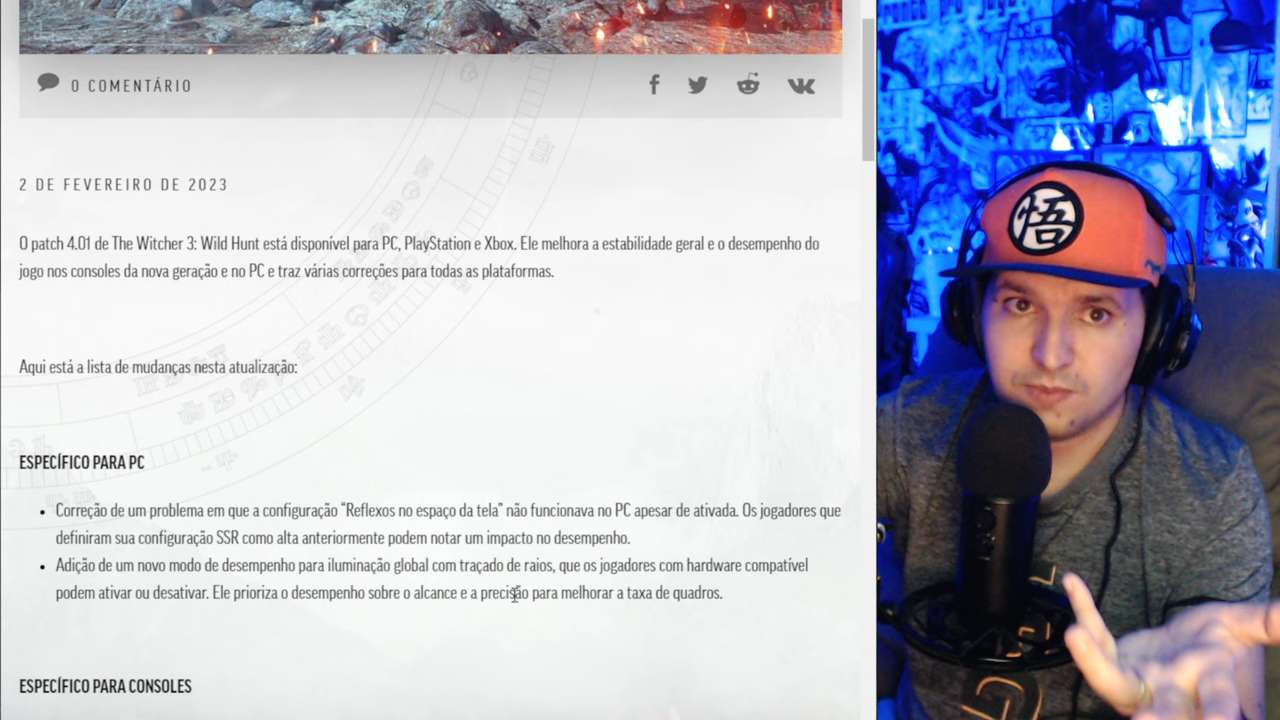 0 COMENTÁRIO
2 DE FEVEREIRO DE 2023
O patch 4.01 de The Witcher 3: Wild Hunt está disponível para PC, PlayStation e Xbox. Ele melhora a estabilidade geral e o desempenho do
jogo nos consoles da nova geração e no PC e traz várias correções para todas as plataformas.
Aqui está a lista de mudanças nesta atualização:
ESPECÍFICO PARA PC
• Correção de um problema em que a configuração “Reflexos no espaço da tela” não funcionava no PC apesar de ativada. Os jogadores que
definiram sua configuração SSR como alta anteriormente podem notar um impacto no desempenho.
• Adição de um novo modo de desempenho para iluminação global com traçado de raios, que os jogadores com hardware compatível
podem ativar ou desativar. Ele prioriza o desempenho sobre o alcance e a precisão para melhorar a taxa de quadros.
ESPECÍFICO PARA CONSOLES
悟